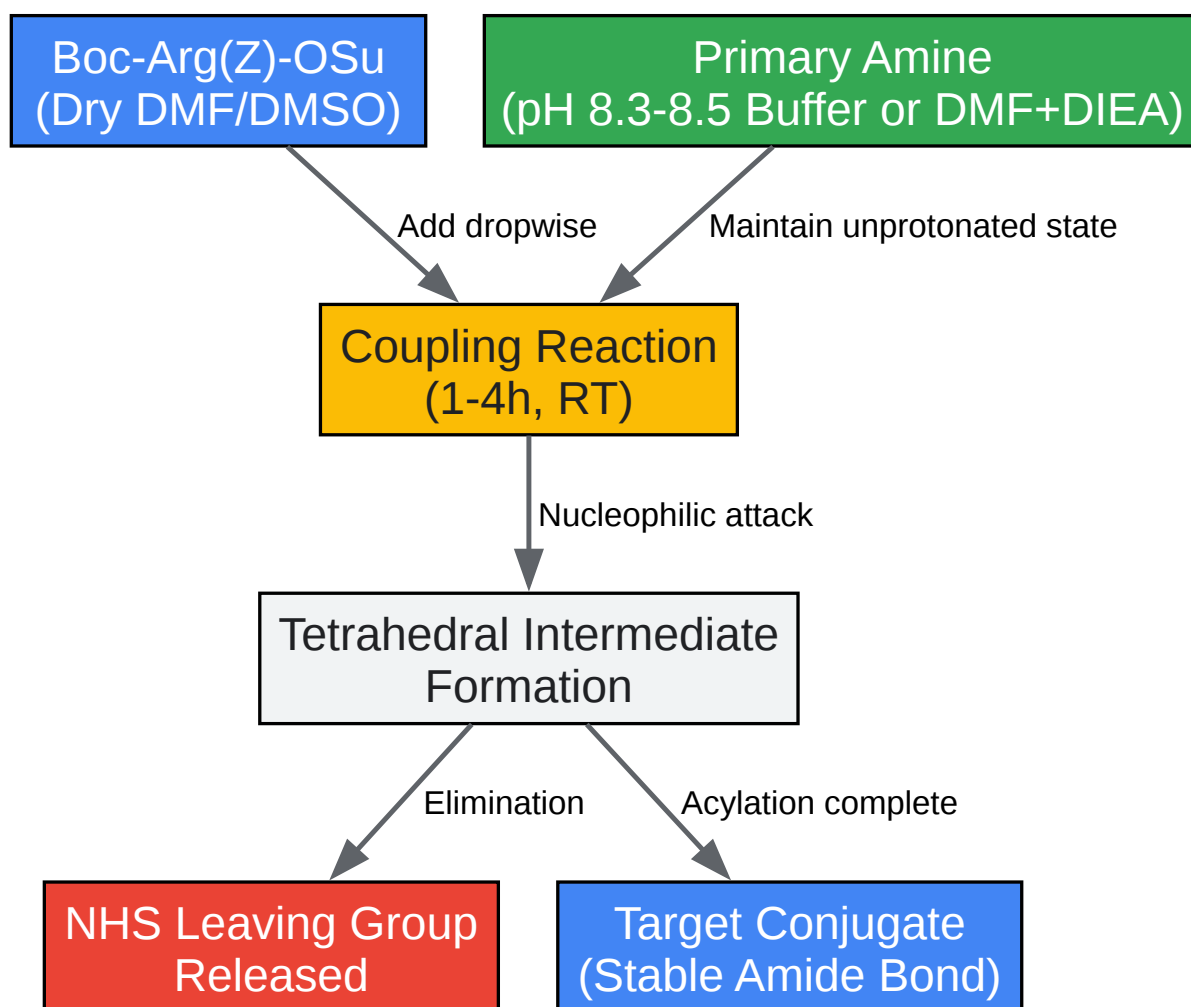 Boc-Arg(Z)-OSu
(Dry DMF/DMSO)
Primary Amine
(pH 8.3-8.5 Buffer or DMF+DIEA)
Add dropwise
Maintain unprotonated state
Coupling Reaction
(1-4h, RT)
Nucleophilic attack
Tetrahedral Intermediate
Formation
Elimination
Acylation complete
NHS Leaving Group
Released
Target Conjugate
(Stable Amide Bond)